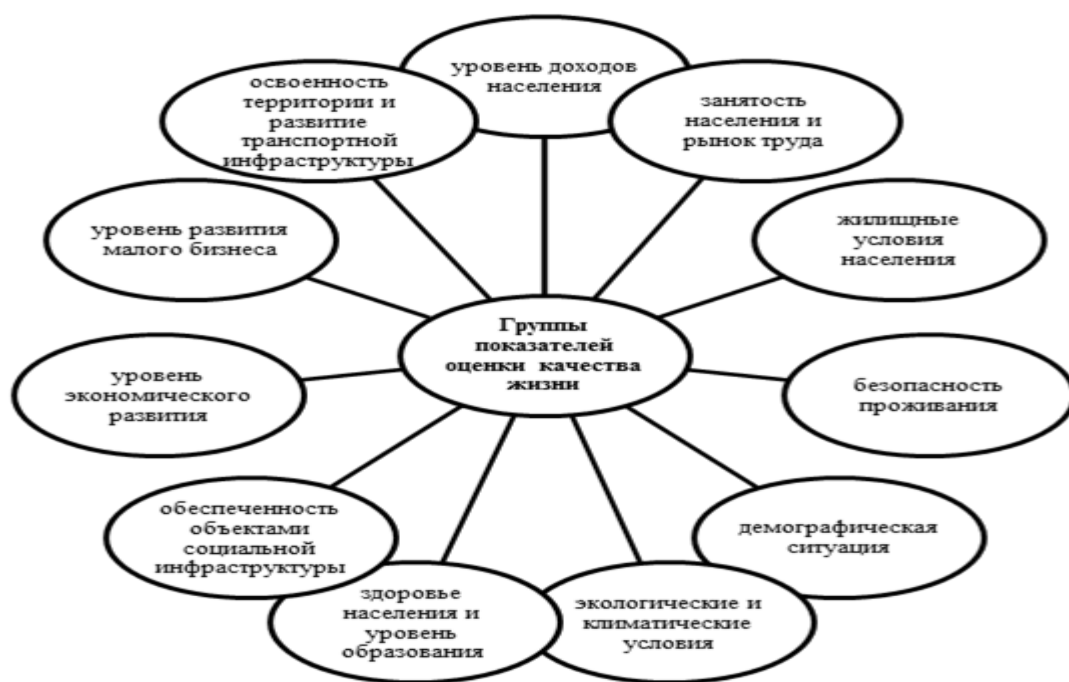 уровень доходов
населения
занятость
населения и
рынок труда
жилищные
условия
населения
безопасность
проживания
демографическая
ситуация
экологические и
климатические
условия
здоровье
населения и
уровень
образования
обеспеченность
объектами
социальной
инфраструктуры
уровень
экономического
развития
уровень развития
малого бизнеса
освоенность
территории и
развитие
транспортной
инфраструктуры
Группы
показателей
оценки качества
жизни